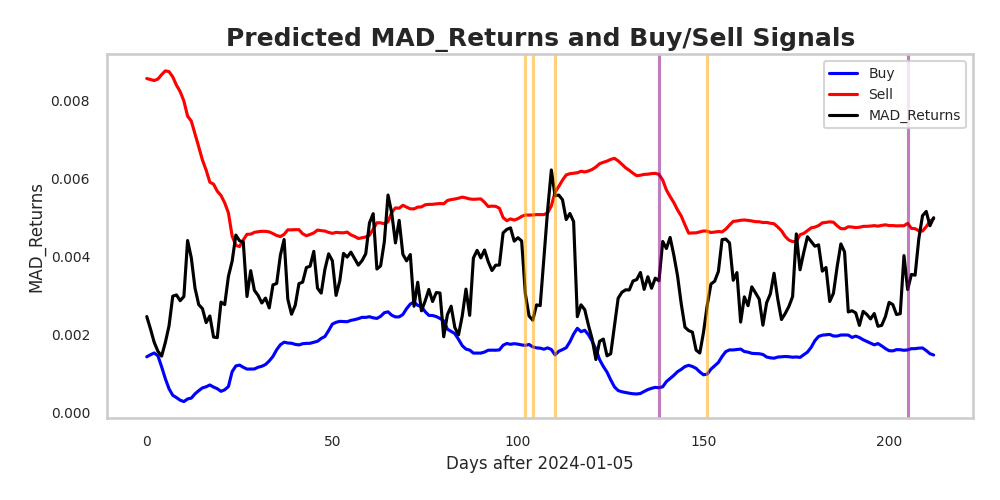 Predicted MAD_Returns and Buy/Sell Signals
Buy
Sell
MAD_Returns
MAD_Returns
0.008
0.006
0.004
0.002
0.000
0
50
100
150
200
Days after 2024-01-05